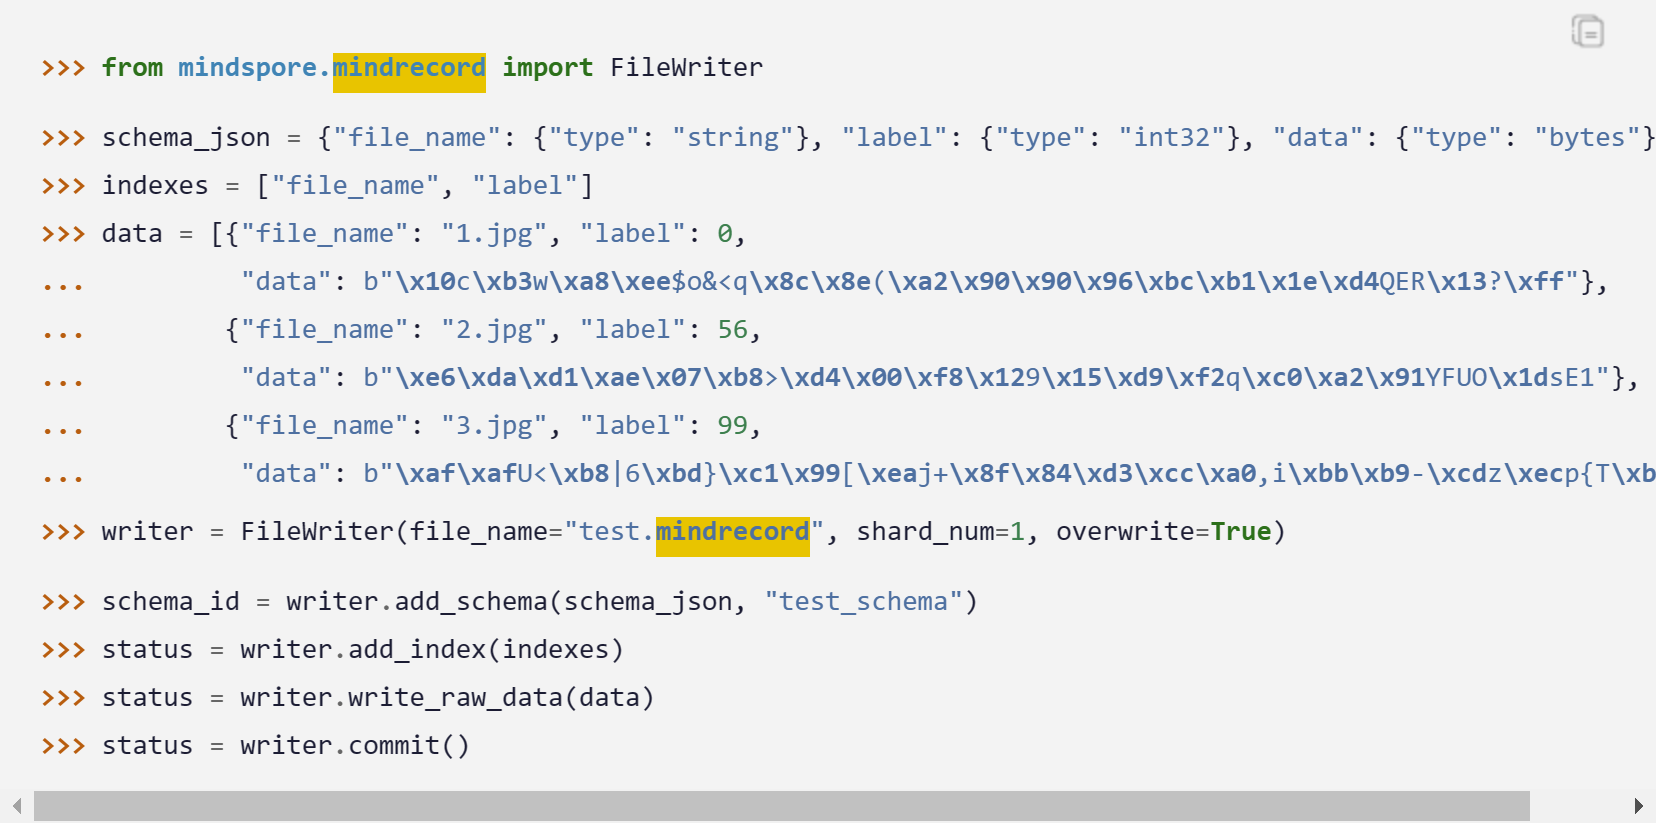 >>> from mindspore.mindrecord import FileWriter
>>> schema_json = {"file_name": {"type": "string"}, "label": {"type": "int32"}, "data": {"type": "bytes"}
>>> indexes = ["file_name", "label"]
>>> data = [{"file_name": "1.jpg", "label": 0,
...          "data": b"\x10c\xb3w\xa8\xee$o&<q\x8c\x8e(\xa2\x90\x90\x96\xbc\xb1\x1e\xd4QER\x13?\xff"},
...         {"file_name": "2.jpg", "label": 56,
...          "data": b"\xe6\xda\xd1\xae\x07\xb8>\xd4\x00\xf8\x129\x15\xd9\xf2q\xc0\xa2\x91YFUO\x1dsE1"},
...         {"file_name": "3.jpg", "label": 99,
...          "data": b"\xaf\xafU<\xb8|6\xbd}\xc1\x99[\xeaj+\x8f\x84\xd3\xcc\xa0,i\xbb\xb9-\xcdz\xecp{T\xb
>>> writer = FileWriter(file_name="test.mindrecord", shard_num=1, overwrite=True)
>>> schema_id = writer.add_schema(schema_json, "test_schema")
>>> status = writer.add_index(indexes)
>>> status = writer.write_raw_data(data)
>>> status = writer.commit()